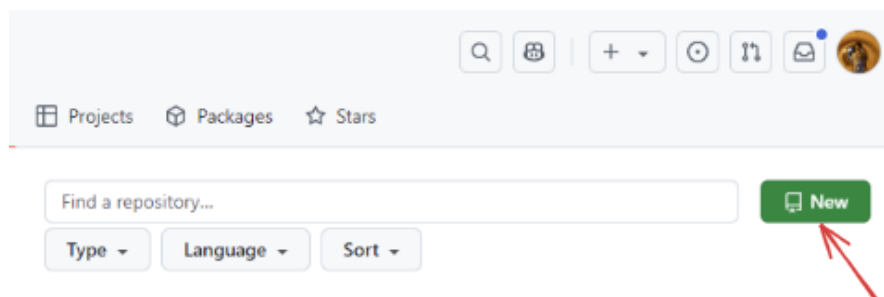 Projects Packages Stars
Find a repository... New
Type Language Sort